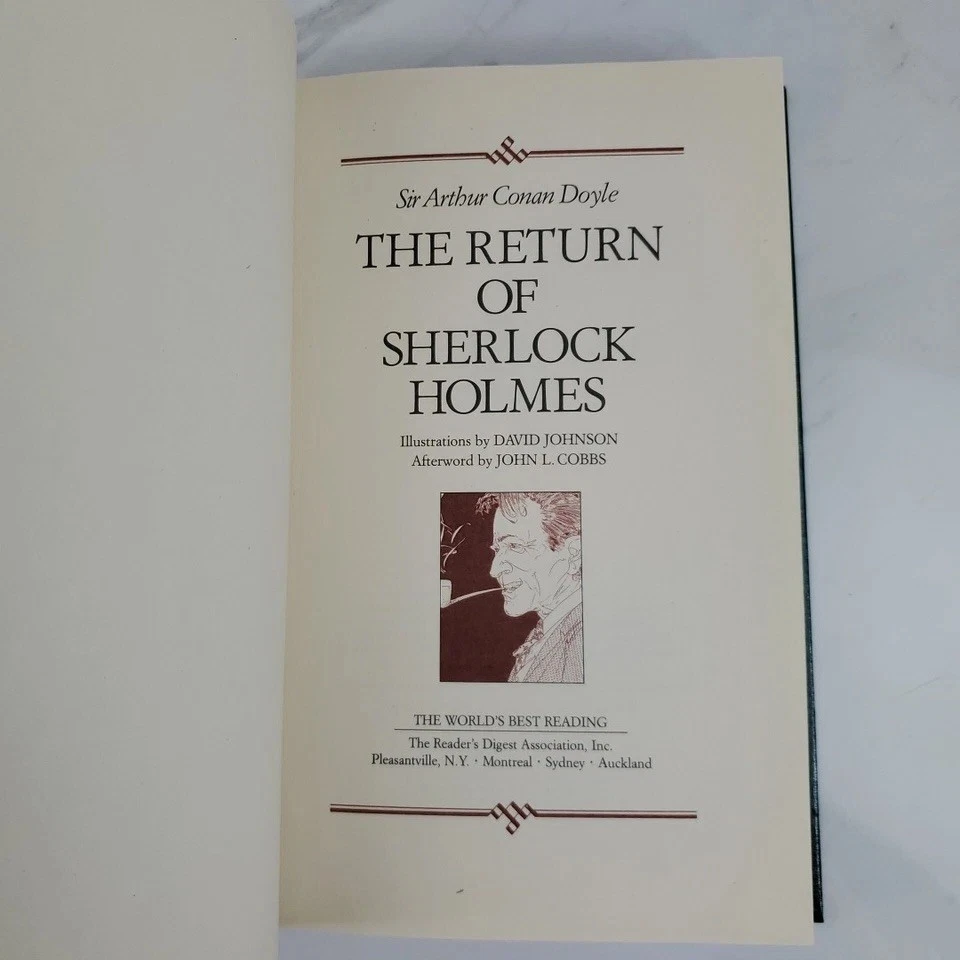 Sir Arthur Conan Doyle
THE RETURN
OF
SHERLOCK
HOLMES
Illustrations by DAVID JOHNSON
Afterword by JOHN L. COBBS
THE WORLD'S BEST READING
The Reader's Digest Association, Inc.
Pleasantville, N.Y. · Montreal · Sydney · Auckland